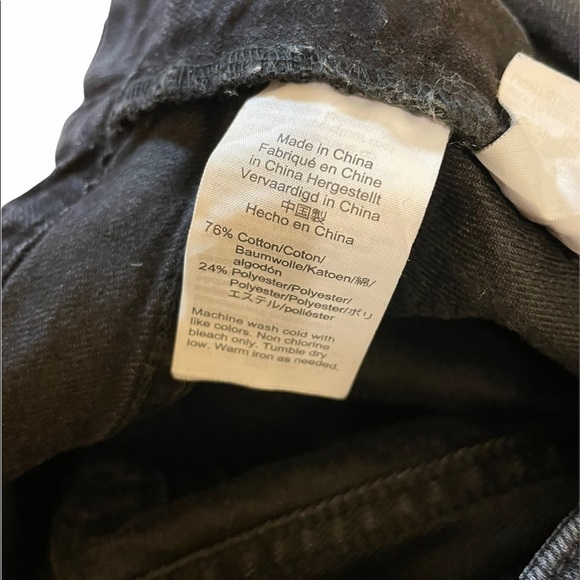 Made in China
Fabriqué en Chine
in China Hergestellt
Vervaardigd in China
中国製
Hecho en China
76% Cotton/Coton/
Baumwolle/Katoen/綿/
algodón
24% Polyester/Polyester/
Polyester/Polyester/ポリ
エステル/poliéster
Machine wash cold with
like colors. Non chlorine
bleach only. Tumble dry
low. Warm iron as needed.